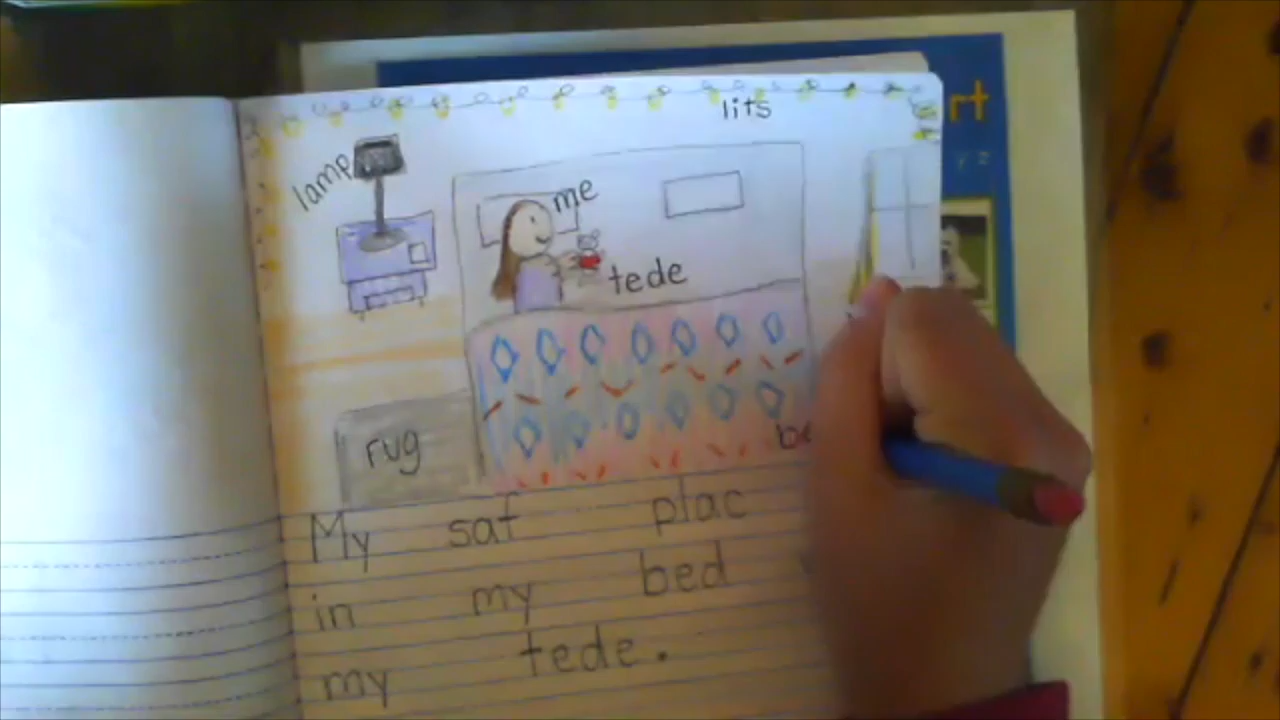 lits
lamp
me
tede
rug
My saf plac
in my bed
my tede.